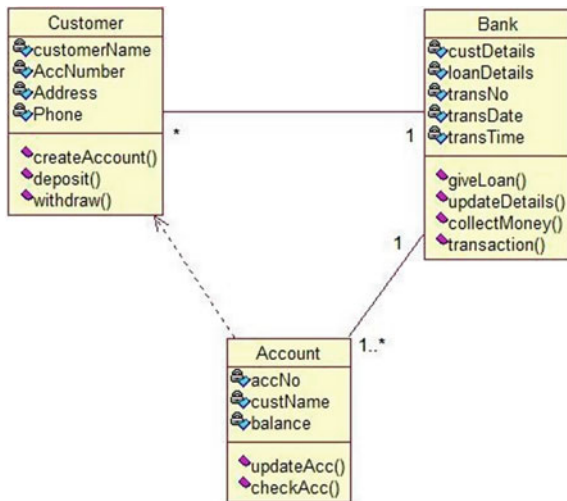 Customer
customerName
AccNumber
Address
Phone
createAccount()
deposit()
withdraw()
Bank
custDetails
loanDetails
transNo
transDate
transTime
giveLoan()
updateDetails()
collectMoney()
transaction()
*
1
1
1..*
Account
accNo
custName
balance
updateAcc()
checkAcc()